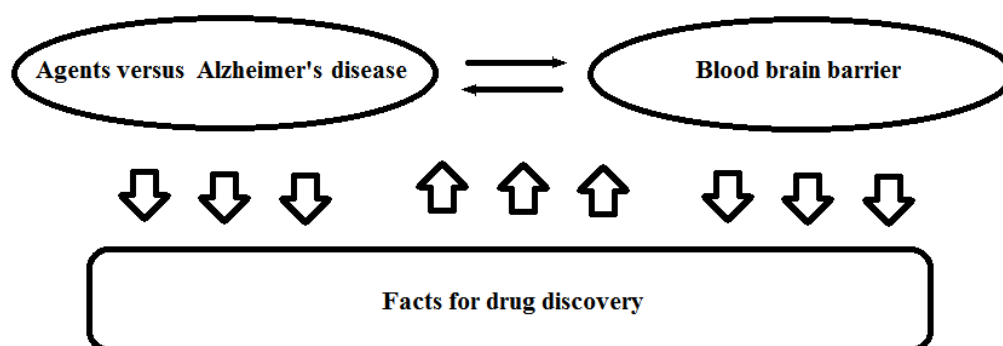 Agents versus Alzheimer's disease
Blood brain barrier
Facts for drug discovery